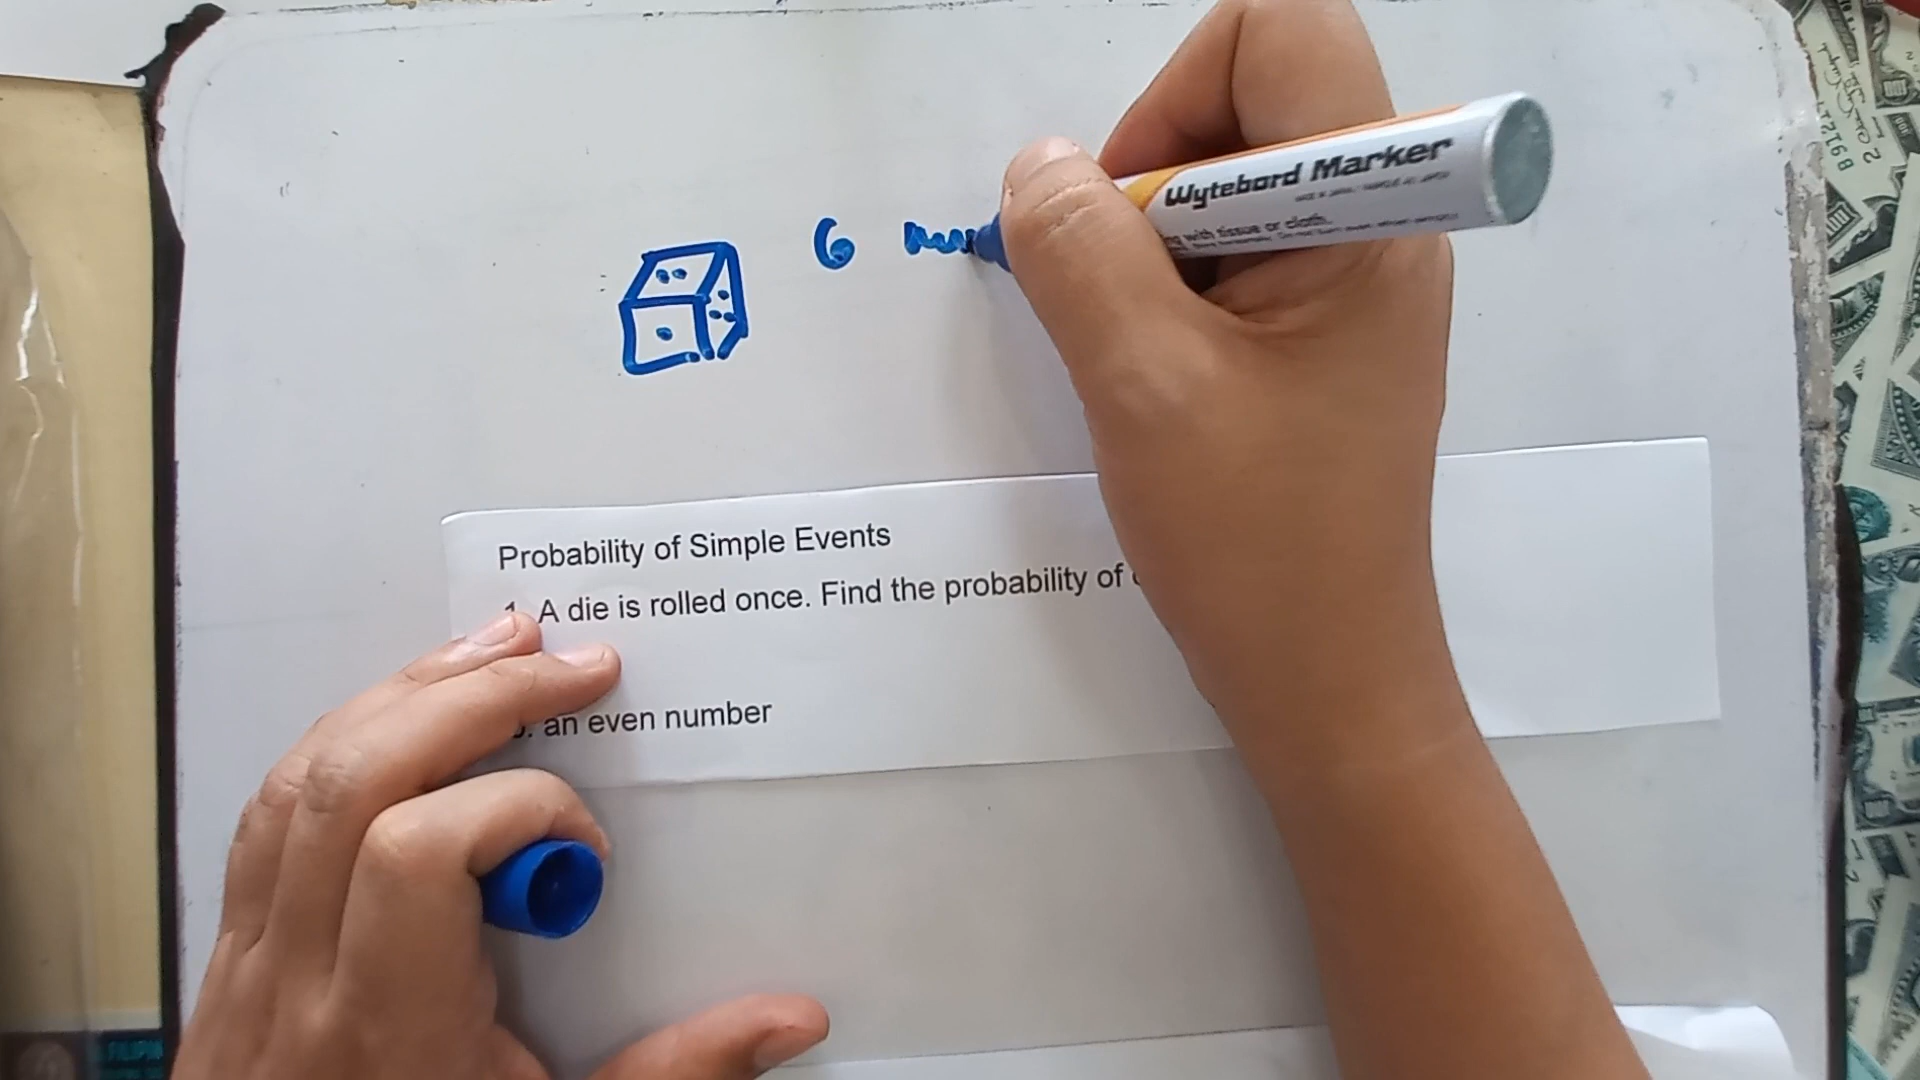 Wytebord Marker
with tissue or cloth.
6
Probability of Simple Events
1. A die is rolled once. Find the probability of
an even number